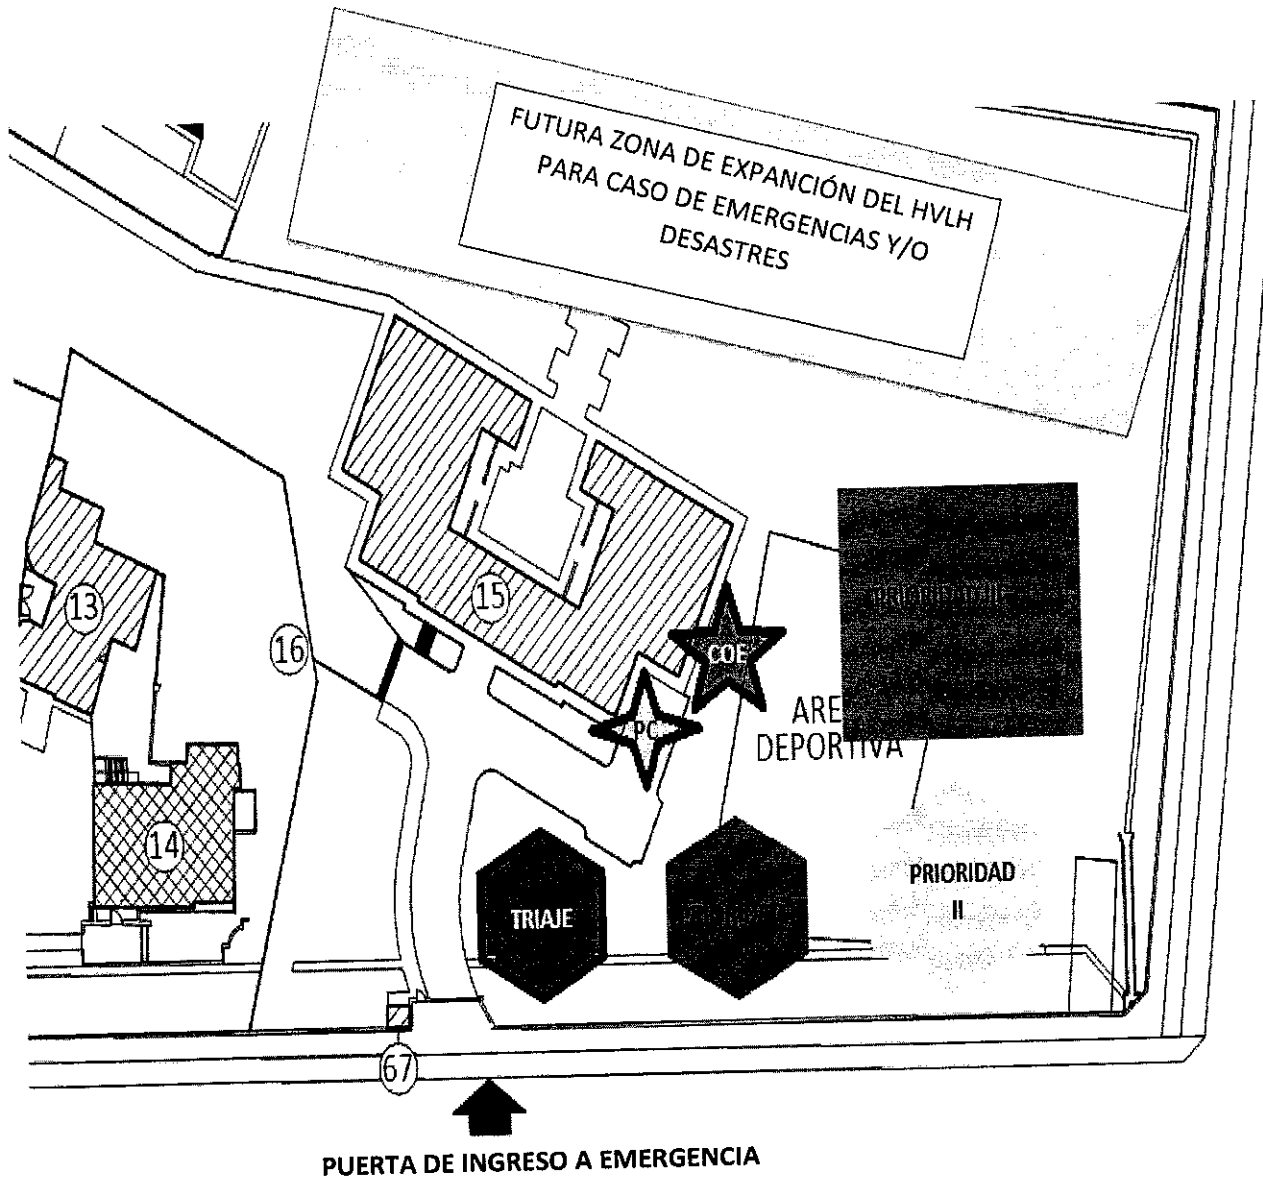 FUTURA ZONA DE EXPANCIÓN DEL HVLH
PARA CASO DE EMERGENCIAS Y/O
DESASTRES
13
15
16
COE
PC
ARE
DEPORTIVA
14
TRIAJE
PRIORIDAD
II
67
PUERTA DE INGRESO A EMERGENCIA